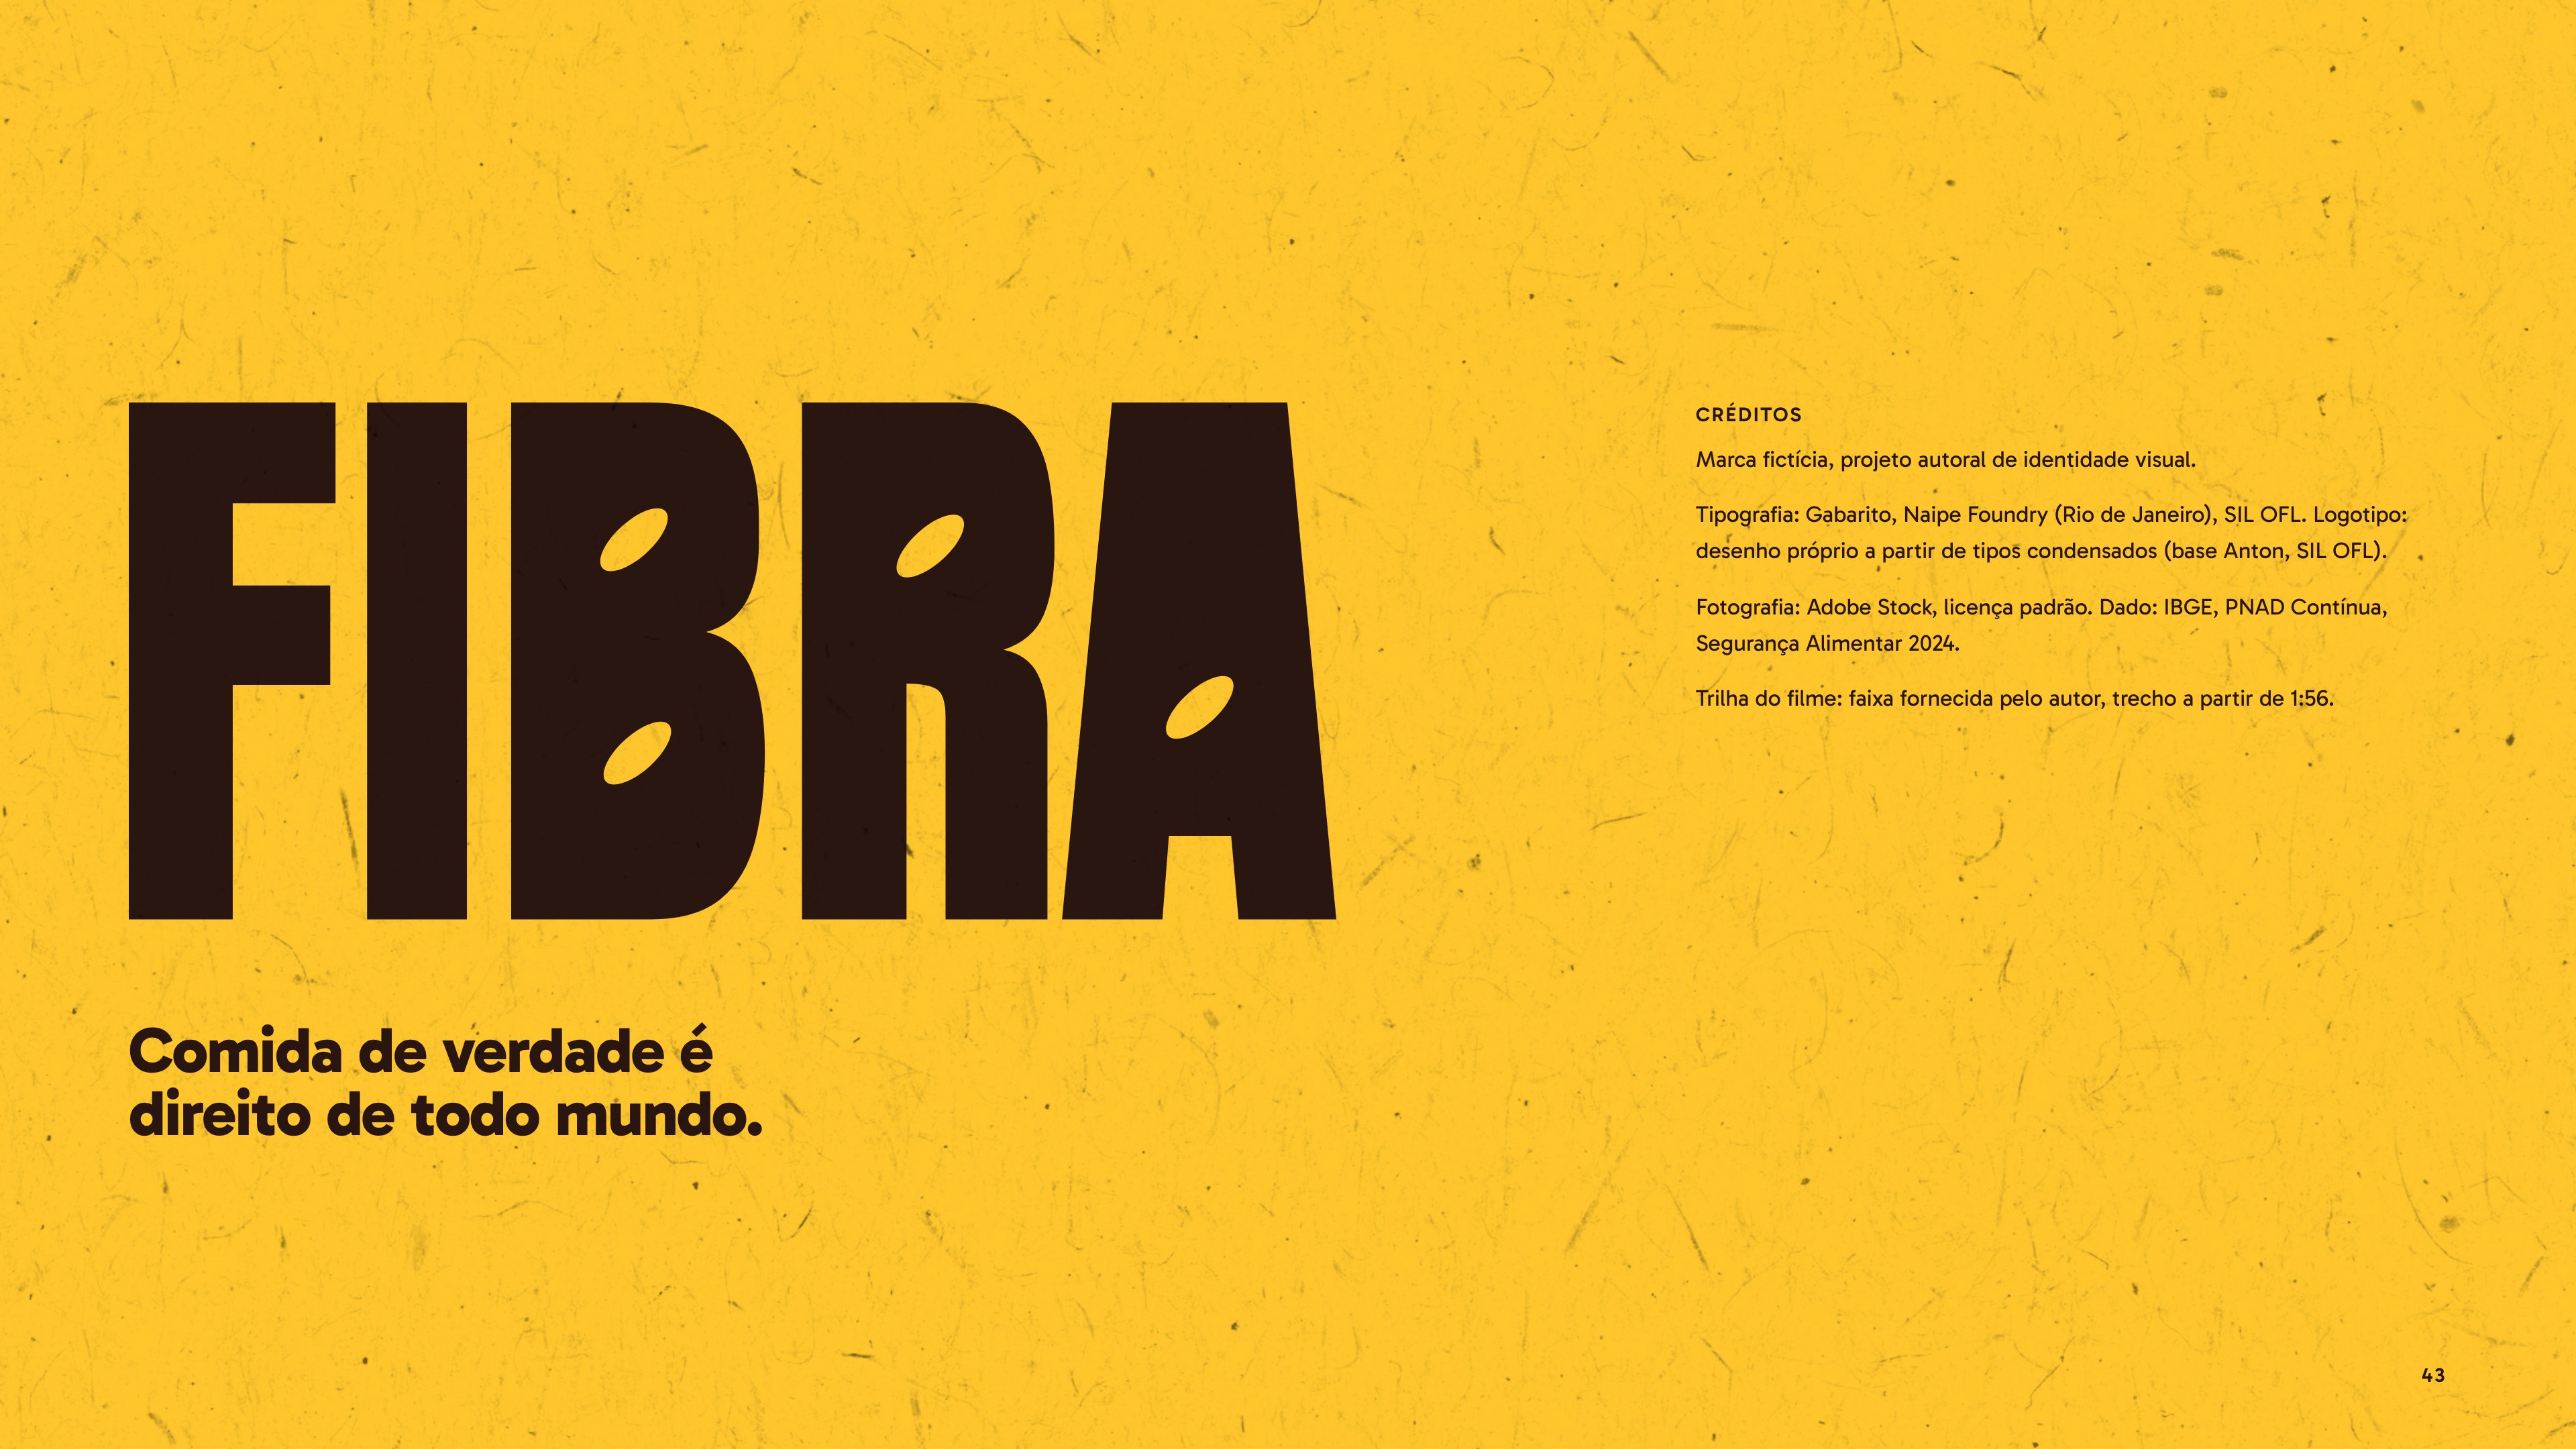 FIBRA
Comida de verdade é
direito de todo mundo.
CRÉDITOS
Marca fictícia, projeto autoral de identidade visual.
Tipografia: Gabarito, Naipe Foundry (Rio de Janeiro), SIL OFL. Logotipo:
desenho próprio a partir de tipos condensados (base Anton, SIL OFL).
Fotografia: Adobe Stock, licença padrão. Dado: IBGE, PNAD Contínua,
Segurança Alimentar 2024.
Trilha do filme: faixa fornecida pelo autor, trecho a partir de 1:56.
43